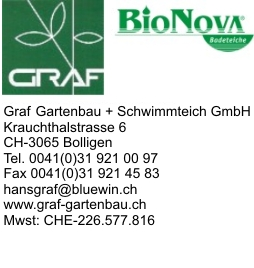 GRAF
BioNova®
Badeteiche
Graf Gartenbau + Schwimmteich GmbH
Krauchthalstrasse 6
CH-3065 Bolligen
Tel. 0041(0)31 921 00 97
Fax 0041(0)31 921 45 83
hansgraf@bluewin.ch
www.graf-gartenbau.ch
Mwst: CHE-226.577.816